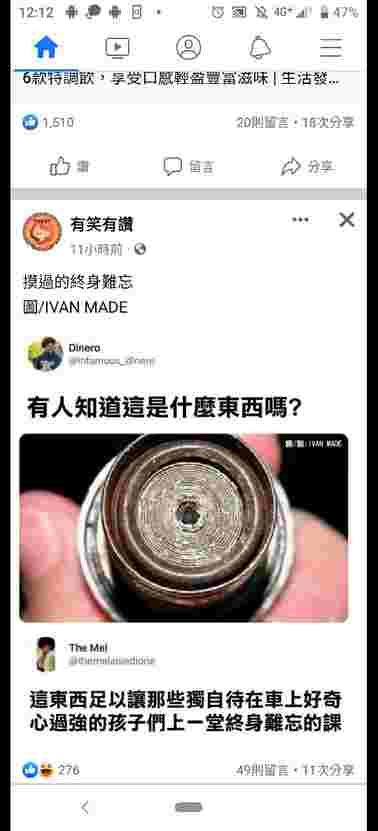 12:12
4G+
47%
6款特調飲，享受口感輕盈豐富滋味 | 生活發...
1,510
20則留言・18次分享
讚
留言
分享
有笑有讚
11小時前
摸過的終身難忘
圖/IVAN MADE
Dinero
有人知道這是什麼東西嗎?
圖/翻:IVAN MADE
The Mel
這東西足以讓那些獨自待在車上好奇
心過強的孩子們上一堂終身難忘的課
276
49則留言・11次分享